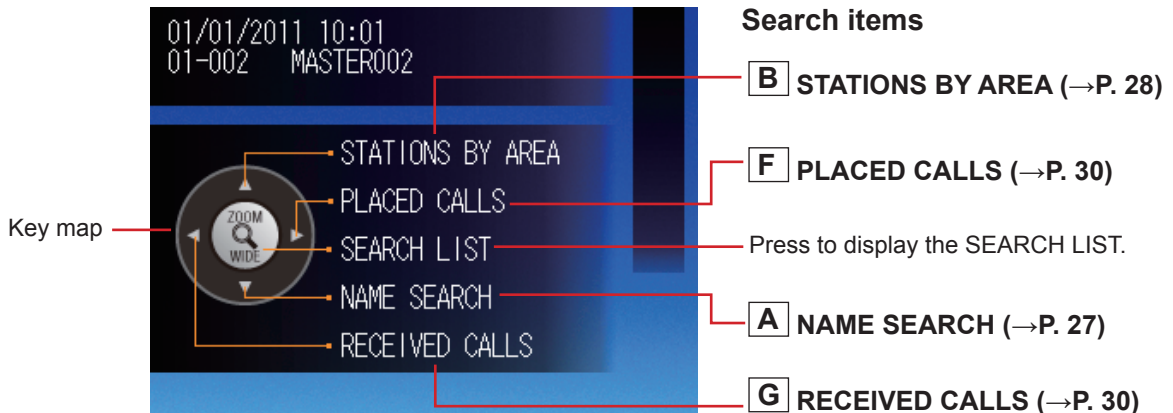 01/01/2011 10:01
01-002 MASTER002
STATIONS BY AREA
PLACED CALLS
SEARCH LIST
NAME SEARCH
RECEIVED CALLS
ZOOM
WIDE
Key map
Search items
B STATIONS BY AREA (→P. 28)
F PLACED CALLS (→P. 30)
Press to display the SEARCH LIST.
A NAME SEARCH (→P. 27)
G RECEIVED CALLS (→P. 30)